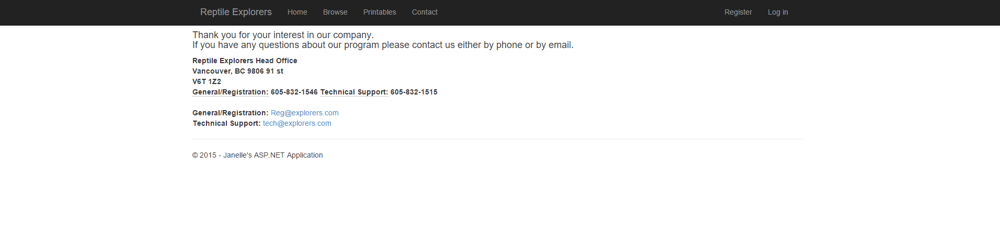 Reptile Explorers Home Browse Printables Contact Register Log in
Thank you for your interest in our company.
If you have any questions about our program please contact us either by phone or by email.
Reptile Explorers Head Office
Vancouver, BC 9806 91 st
V6T 1Z2
General/Registration: 605-832-1546 Technical Support: 605-832-1515
General/Registration: Reg@explorers.com
Technical Support: tech@explorers.com
© 2015 - Janelle's ASP.NET Application